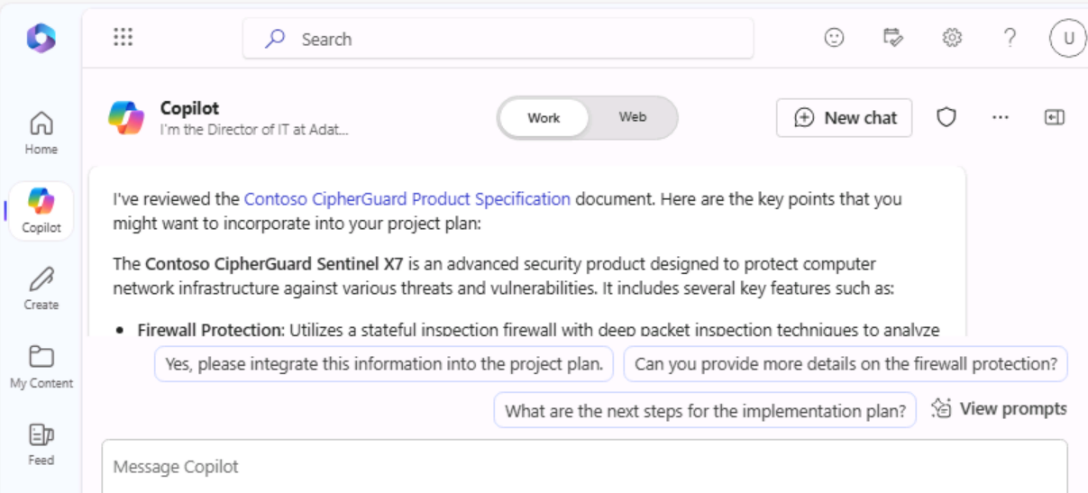 Search
U
Home
Copilot
Create
My Content
Feed
Copilot
I'm the Director of IT at Adat...
Work
Web
New chat
I've reviewed the Contoso CipherGuard Product Specification document. Here are the key points that you
might want to incorporate into your project plan:
The Contoso CipherGuard Sentinel X7 is an advanced security product designed to protect computer
network infrastructure against various threats and vulnerabilities. It includes several key features such as:
• Firewall Protection: Utilizes a stateful inspection firewall with deep packet inspection techniques to analyze
Yes, please integrate this information into the project plan.
Can you provide more details on the firewall protection?
What are the next steps for the implementation plan?
View prompts
Message Copilot